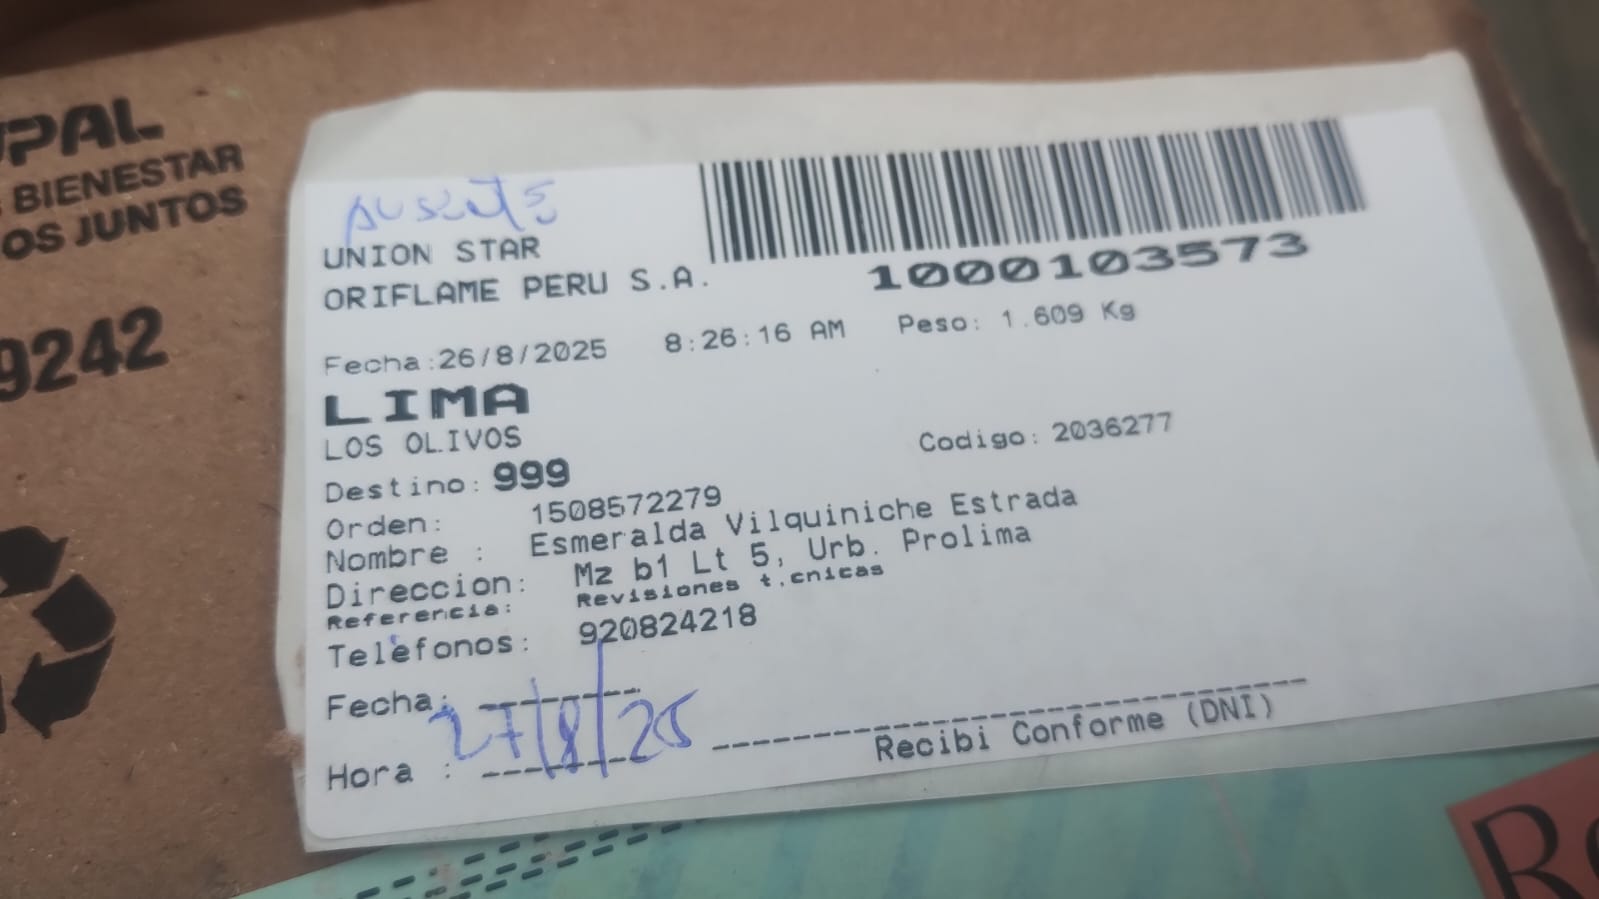 PAL
BIENESTAR
OS JUNTOS
9242
AUSENTE
UNION STAR
ORIFLAME PERU S.A.
1000103573
Fecha:26/8/2025 8:26:16 AM Peso: 1.609 Kg
LIMA
LOS OLIVOS
Codigo: 2036277
Destino: 999
Orden: 1508572279
Nombre : Esmeralda Vilquiniche Estrada
Direccion: Mz b1 Lt 5, Urb. Prolima
Referencia: Revisiones t.cnicas
Telèfonos: 920824218
Fecha: 27/8/25
Hora :
Recibi Conforme (DNI)